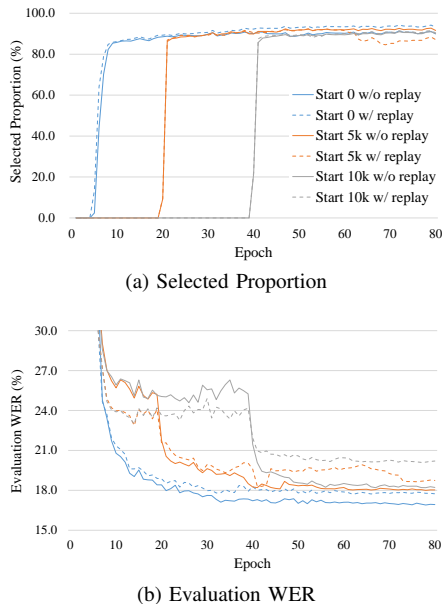 100.0
80.0
60.0
40.0
20.0
0.0
Selected Proportion (%)
Start 0 w/o replay
Start 0 w/ replay
Start 5k w/o replay
Start 5k w/ replay
Start 10k w/o replay
Start 10k w/ replay
0 10 20 30 40 50 60 70 80
Epoch
(a) Selected Proportion
30.0
27.0
24.0
21.0
18.0
15.0
Evaluation WER (%)
0 10 20 30 40 50 60 70 80
Epoch
(b) Evaluation WER